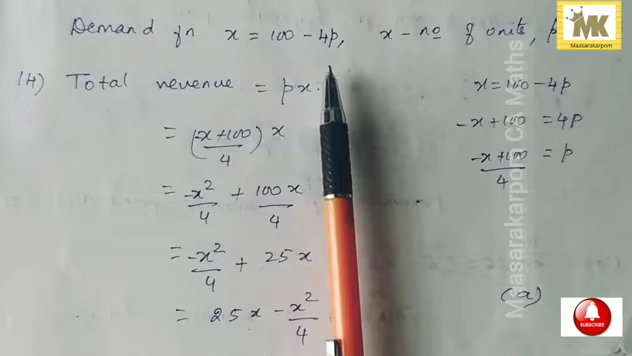 Demand fn x = 100 - 4p, x - no of units, p
14) Total revenue = px.
= (-x+100)/4 x
= -x²/4 + 100x/4
= -x²/4 + 25x
= 25x - x²/4
x = 100 - 4p
-x + 100 = 4p
-x+100/4 = p
(a)
MK
Maasarakarpom
Maasarakarpom CS Maths
SUBSCRIBE